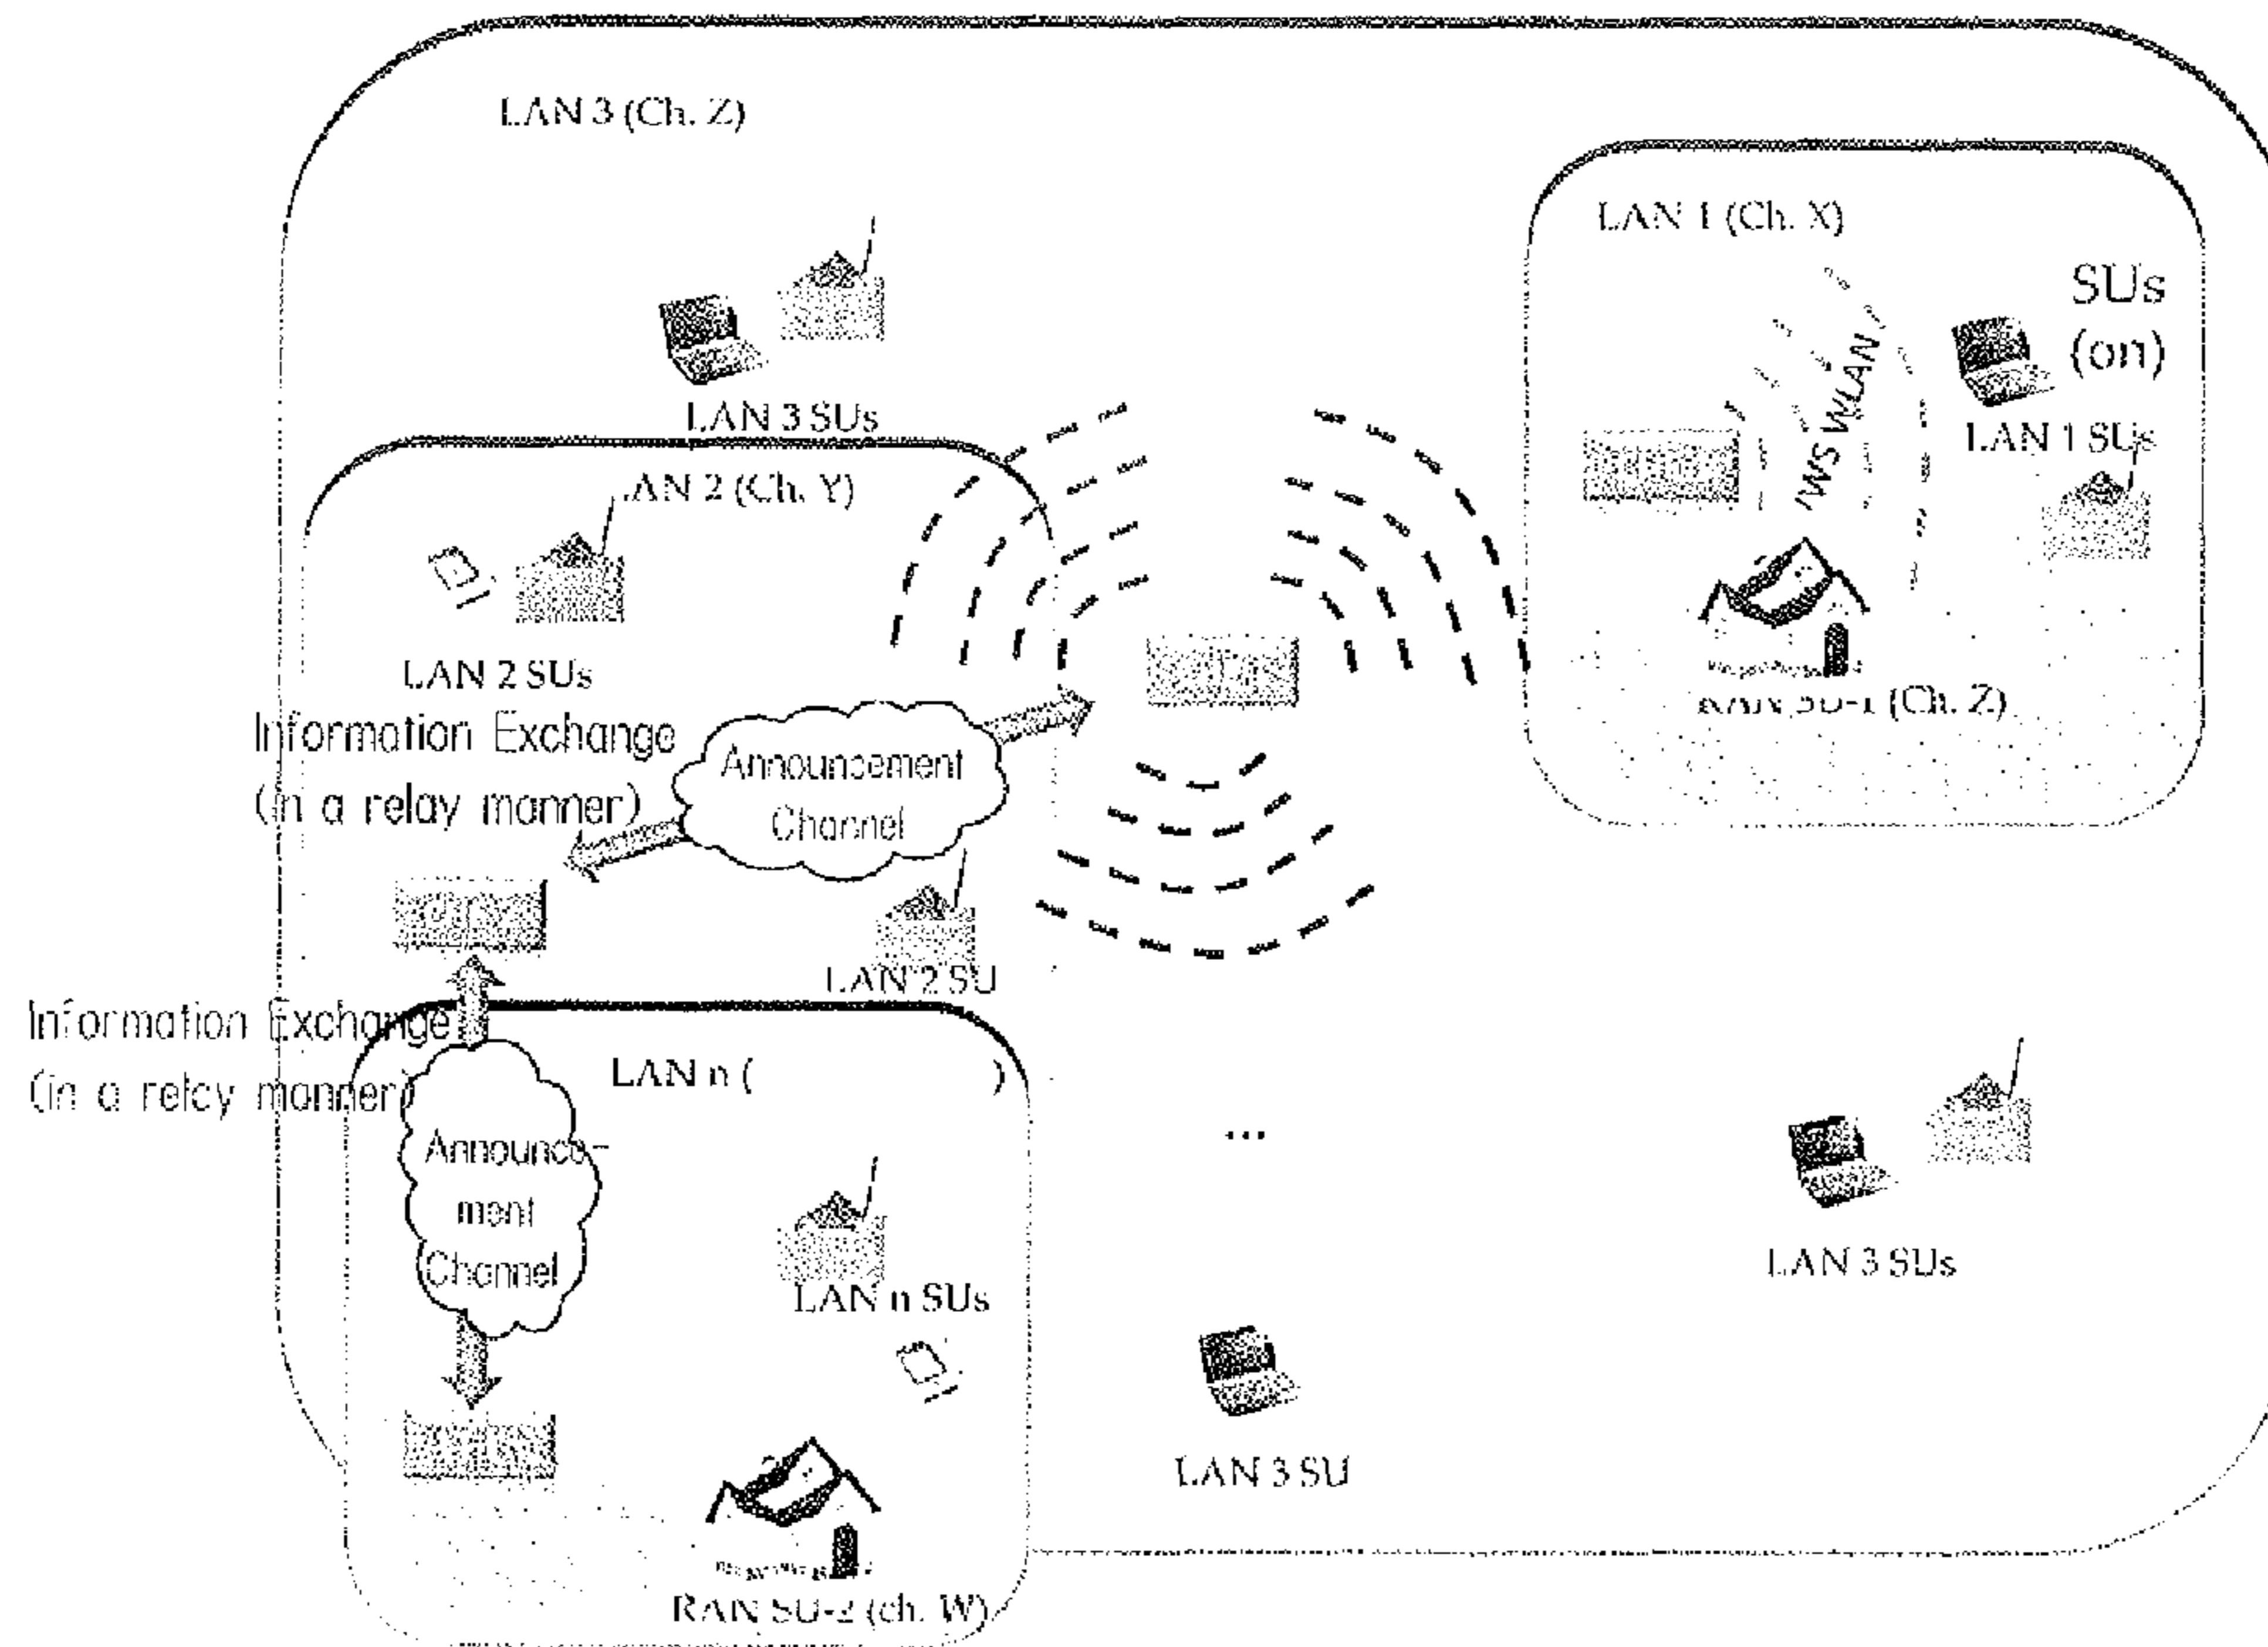 LAN 3 (Ch. Z)
LAN 1 (Ch. X)
SUs
(on)
WLAN
LAN 1 SUs
LAN 3 SUs
AN 2 (Ch. Y)
LAN 2 SUs
(Ch. Z)
Information Exchange
(in a relay manner)
Announcement
Channel
LAN 2 SU
Information Exchange
(in a relay manner)
LAN n ( )
Announce-
ment
Channel
...
LAN n SUs
LAN 3 SUs
LAN 3 SU
RAN SU-2 (ch. W)